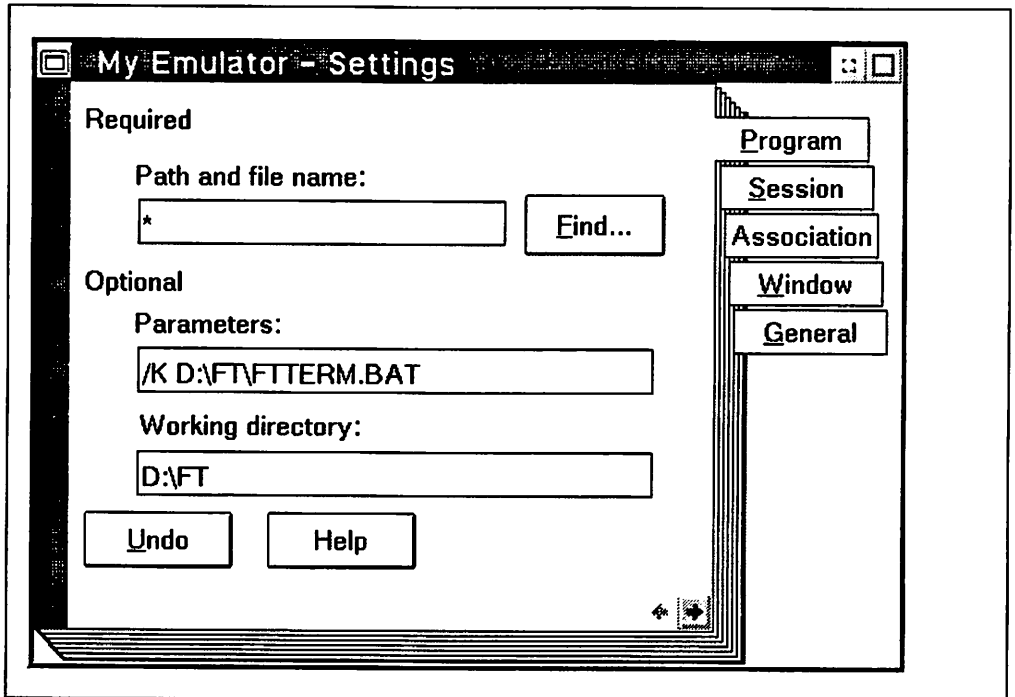 My Emulator – Settings
Required
Path and file name:
*
Find...
Optional
Parameters:
/K D:\FT\FTTERM.BAT
Working directory:
D:\FT
Undo
Help
Program
Session
Association
Window
General